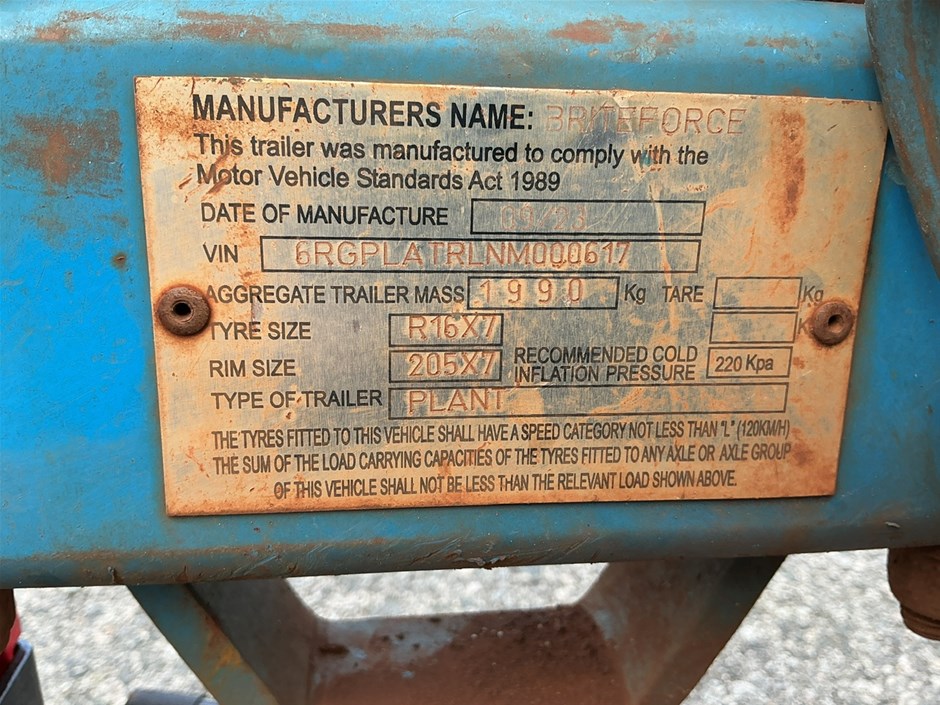 MANUFACTURERS NAME: BRITEFORCE
This trailer was manufactured to comply with the
Motor Vehicle Standards Act 1989
DATE OF MANUFACTURE
VIN 6RGPLATRLNM000617
AGGREGATE TRAILER MASS 1990 Kg TARE Kg
TYRE SIZE R16X7
RIM SIZE 205X7 RECOMMENDED COLD INFLATION PRESSURE 220 Kpa
TYPE OF TRAILER PLANT
THE TYRES FITTED TO THIS VEHICLE SHALL HAVE A SPEED CATEGORY NOT LESS THAN "L" (120KM/H)
THE SUM OF THE LOAD CARRYING CAPACITIES OF THE TYRES FITTED TO ANY AXLE OR AXLE GROUP
OF THIS VEHICLE SHALL NOT BE LESS THAN THE RELEVANT LOAD SHOWN ABOVE.